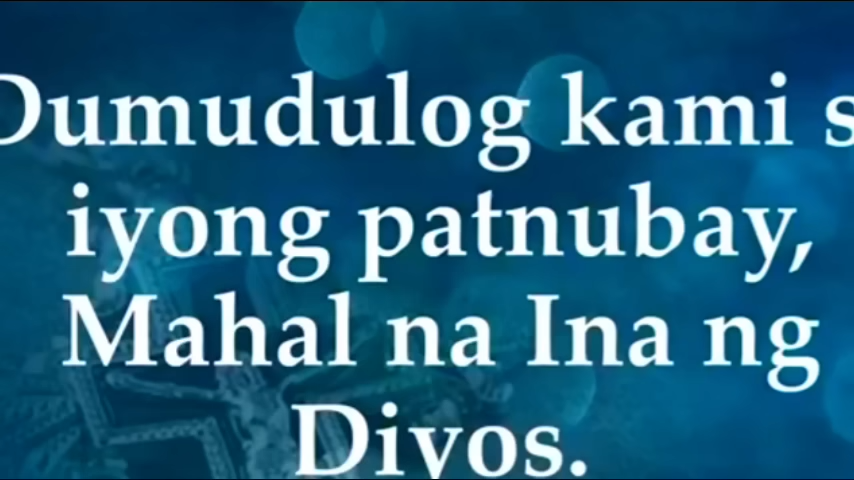 Dumudulog kami s
iyong patnubay,
Mahal na Ina ng
Diyos.